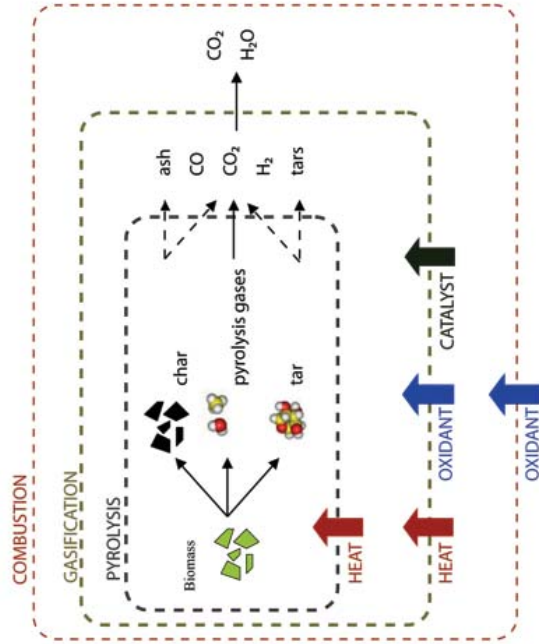 COMBUSTION
GASIFICATION
PYROLYSIS
Biomass
char
pyrolysis gases
tar
ash
CO
CO₂
H₂
tars
CO₂
H₂O
HEAT
HEAT
OXIDANT
CATALYST
OXIDANT